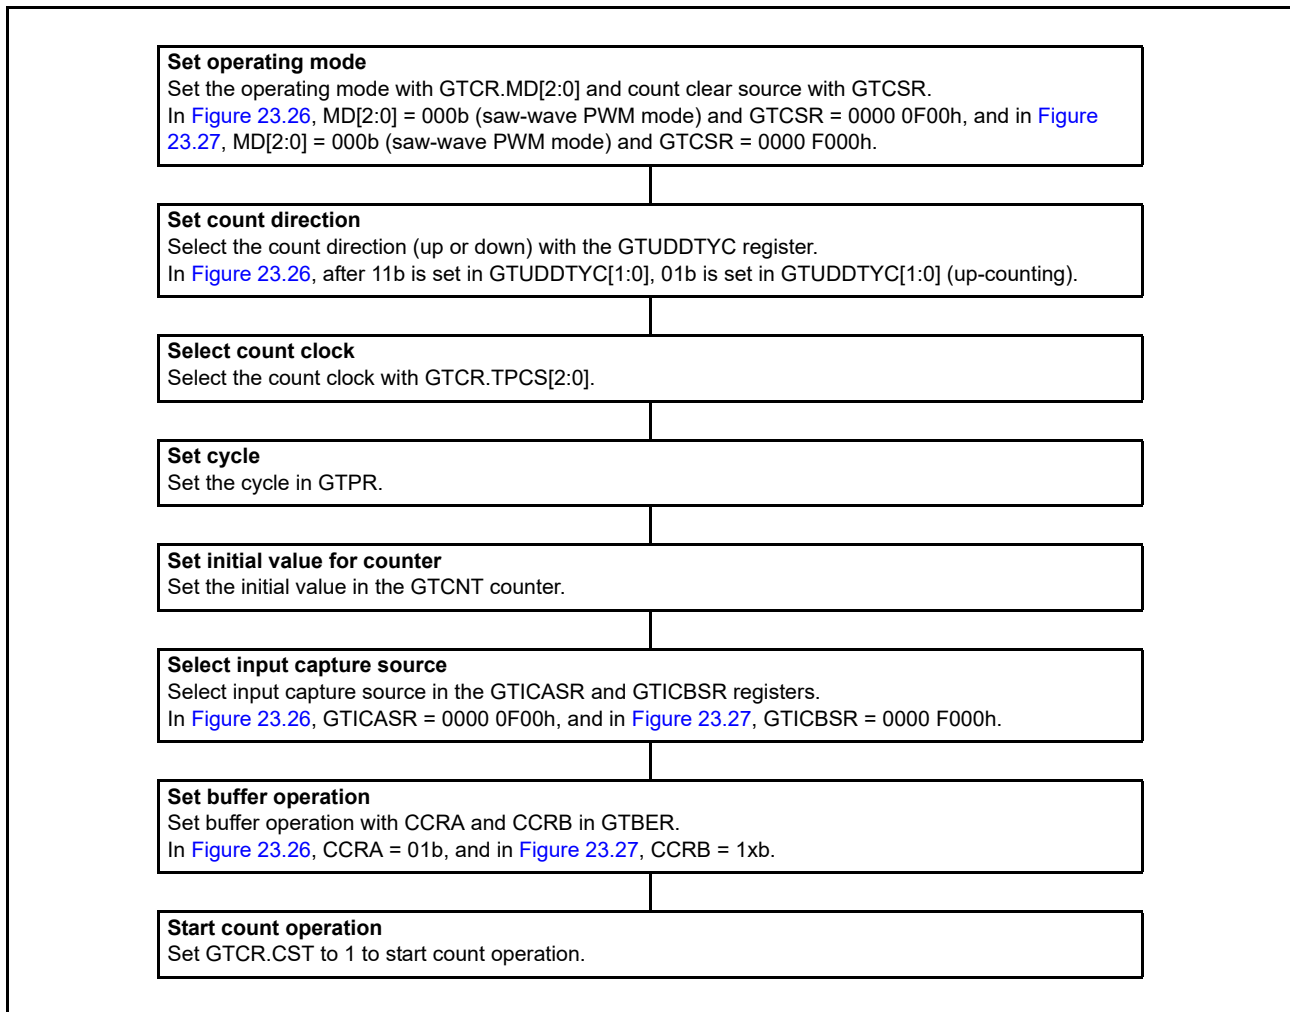 Set operating mode
Set the operating mode with GTCR.MD[2:0] and count clear source with GTCSR.
In Figure 23.26, MD[2:0] = 000b (saw-wave PWM mode) and GTCSR = 0000 0F00h, and in Figure
23.27, MD[2:0] = 000b (saw-wave PWM mode) and GTCSR = 0000 F000h.
Set count direction
Select the count direction (up or down) with the GTUDDTYC register.
In Figure 23.26, after 11b is set in GTUDDTYC[1:0], 01b is set in GTUDDTYC[1:0] (up-counting).
Select count clock
Select the count clock with GTCR.TPCS[2:0].
Set cycle
Set the cycle in GTPR.
Set initial value for counter
Set the initial value in the GTCNT counter.
Select input capture source
Select input capture source in the GTICASR and GTICBSR registers.
In Figure 23.26, GTICASR = 0000 0F00h, and in Figure 23.27, GTICBSR = 0000 F000h.
Set buffer operation
Set buffer operation with CCRA and CCRB in GTBER.
In Figure 23.26, CCRA = 01b, and in Figure 23.27, CCRB = 1xb.
Start count operation
Set GTCR.CST to 1 to start count operation.